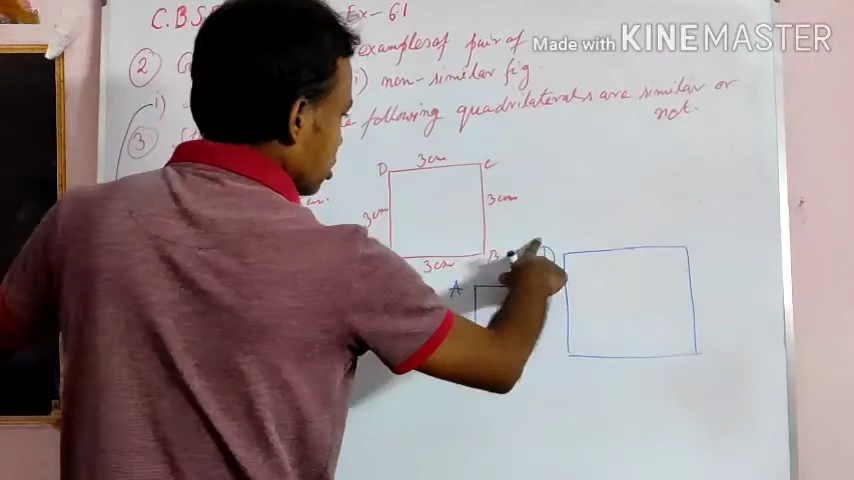 C.B.S Ex-6.1
Made with KINEMASTER
② examples of pair of
i) non-similar fig.
③ following quadrilaterals are similar or
not.
D 3cm C
3cm 3cm
3cm B
A D